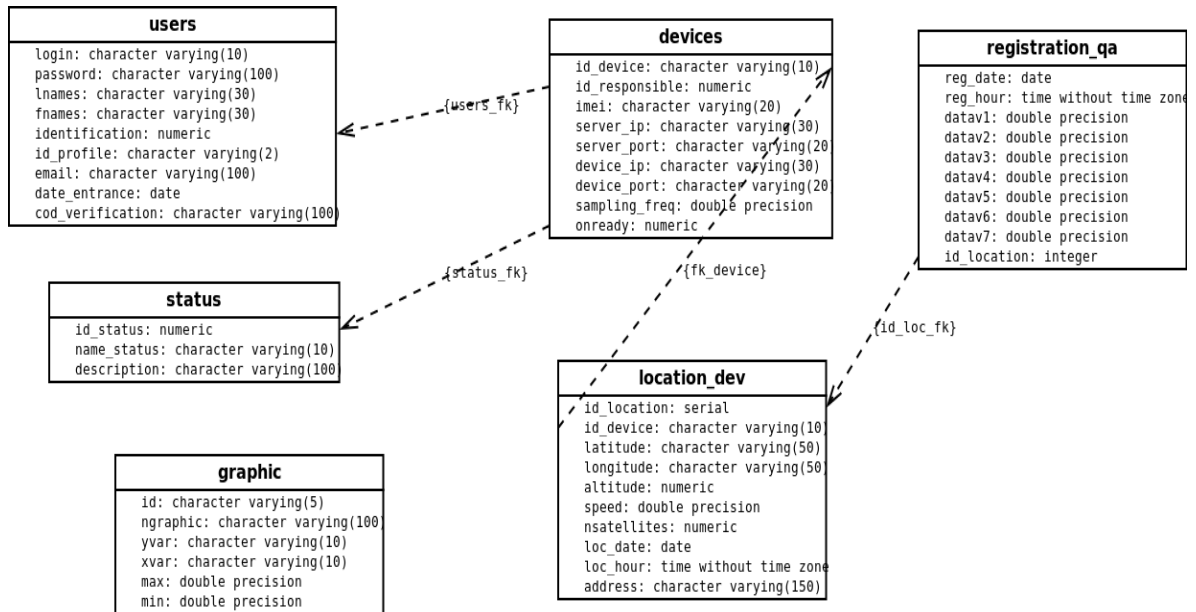 users
login: character varying(10)
password: character varying(100)
lnames: character varying(30)
fnames: character varying(30)
identification: numeric
id_profile: character varying(2)
email: character varying(100)
date_entrance: date
cod_verification: character varying(100)
devices
id_device: character varying(10)
id_responsible: numeric
imei: character varying(20)
server_ip: character varying(30)
server_port: character varying(20)
device_ip: character varying(30)
device_port: character varying(20)
sampling_freq: double precision
onready: numeric
registration_qa
reg_date: date
reg_hour: time without time zone
datav1: double precision
datav2: double precision
datav3: double precision
datav4: double precision
datav5: double precision
datav6: double precision
datav7: double precision
id_location: integer
{users_fk}
{status_fk}
{fk_device}
{id_loc_fk}
status
id_status: numeric
name_status: character varying(10)
description: character varying(100)
location_dev
id_location: serial
id_device: character varying(10)
latitude: character varying(50)
longitude: character varying(50)
altitude: numeric
speed: double precision
nsatellites: numeric
loc_date: date
loc_hour: time without time zone
address: character varying(150)
graphic
id: character varying(5)
ngraphic: character varying(100)
yvar: character varying(10)
xvar: character varying(10)
max: double precision
min: double precision